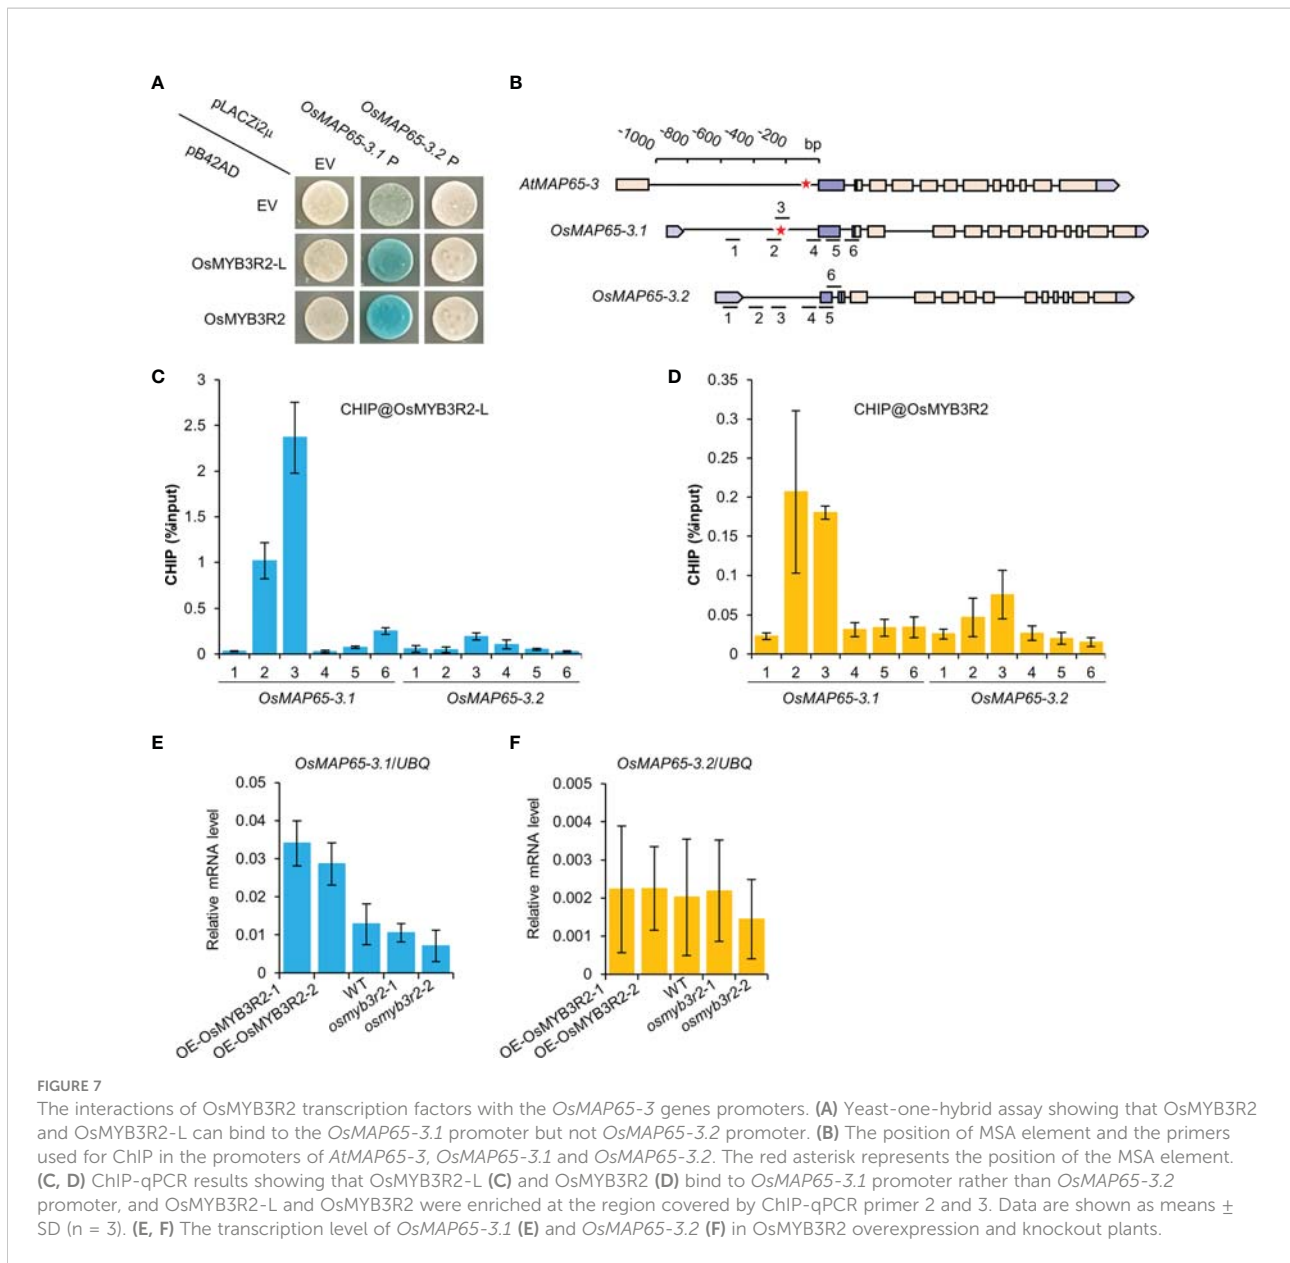 A
pLACZi2μ
pB42AD
EV
OsMAP65-3.1 P
OsMAP65-3.2 P
EV
OsMYB3R2-L
OsMYB3R2
B
-1000
-800
-600
-400
-200
bp
AtMAP65-3
3
OsMAP65-3.1
1 2 4 5 6
6
OsMAP65-3.2
1 2 3 4 5
C
3
2.5
2
1.5
1
0.5
0
CHIP (%input)
CHIP@OsMYB3R2-L
1 2 3 4 5 6 1 2 3 4 5 6
OsMAP65-3.1 OsMAP65-3.2
D
0.35
0.3
0.25
0.2
0.15
0.1
0.05
0
CHIP (%input)
CHIP@OsMYB3R2
1 2 3 4 5 6 1 2 3 4 5 6
OsMAP65-3.1 OsMAP65-3.2
E
OsMAP65-3.1/UBQ
0.05
0.04
0.03
0.02
0.01
0
Relative mRNA level
OE-OsMYB3R2-1
OE-OsMYB3R2-2
WT
osmyb3r2-1
osmyb3r2-2
F
OsMAP65-3.2/UBQ
0.005
0.004
0.003
0.002
0.001
0
Relative mRNA level
OE-OsMYB3R2-1
OE-OsMYB3R2-2
WT
osmyb3r2-1
osmyb3r2-2
FIGURE 7
The interactions of OsMYB3R2 transcription factors with the OsMAP65-3 genes promoters. (A) Yeast-one-hybrid assay showing that OsMYB3R2
and OsMYB3R2-L can bind to the OsMAP65-3.1 promoter but not OsMAP65-3.2 promoter. (B) The position of MSA element and the primers
used for ChIP in the promoters of AtMAP65-3, OsMAP65-3.1 and OsMAP65-3.2. The red asterisk represents the position of the MSA element.
(C, D) ChIP-qPCR results showing that OsMYB3R2-L (C) and OsMYB3R2 (D) bind to OsMAP65-3.1 promoter rather than OsMAP65-3.2
promoter, and OsMYB3R2-L and OsMYB3R2 were enriched at the region covered by ChIP-qPCR primer 2 and 3. Data are shown as means ±
SD (n = 3). (E, F) The transcription level of OsMAP65-3.1 (E) and OsMAP65-3.2 (F) in OsMYB3R2 overexpression and knockout plants.